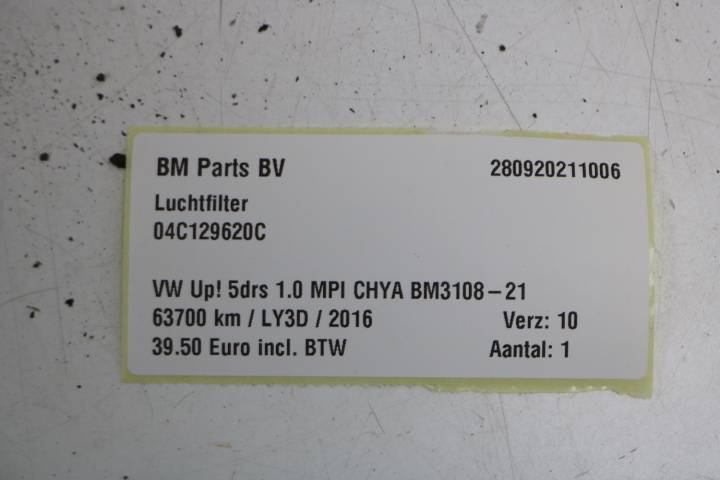 BM Parts BV 280920211006
Luchtfilter
04C129620C
VW Up! 5drs 1.0 MPI CHYA BM3108-21
63700 km / LY3D / 2016 Verz: 10
39.50 Euro incl. BTW Aantal: 1